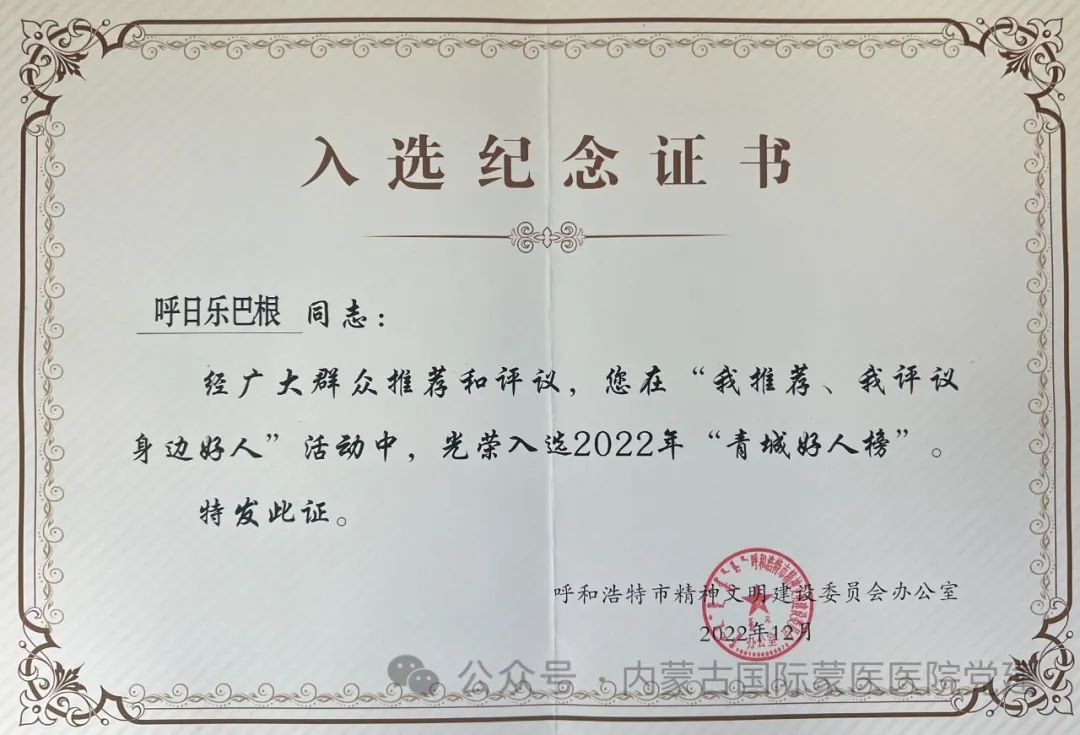 入选纪念证书
呼日乐巴根 同志：
经广大群众推荐和评议，您在“我推荐、我评议
身边好人”活动中，光荣入选2022年“青城好人榜”。
特发此证。
呼和浩特市精神文明建设委员会办公室
2022年12月
办公室
公众号·内蒙古国际蒙医医院党建